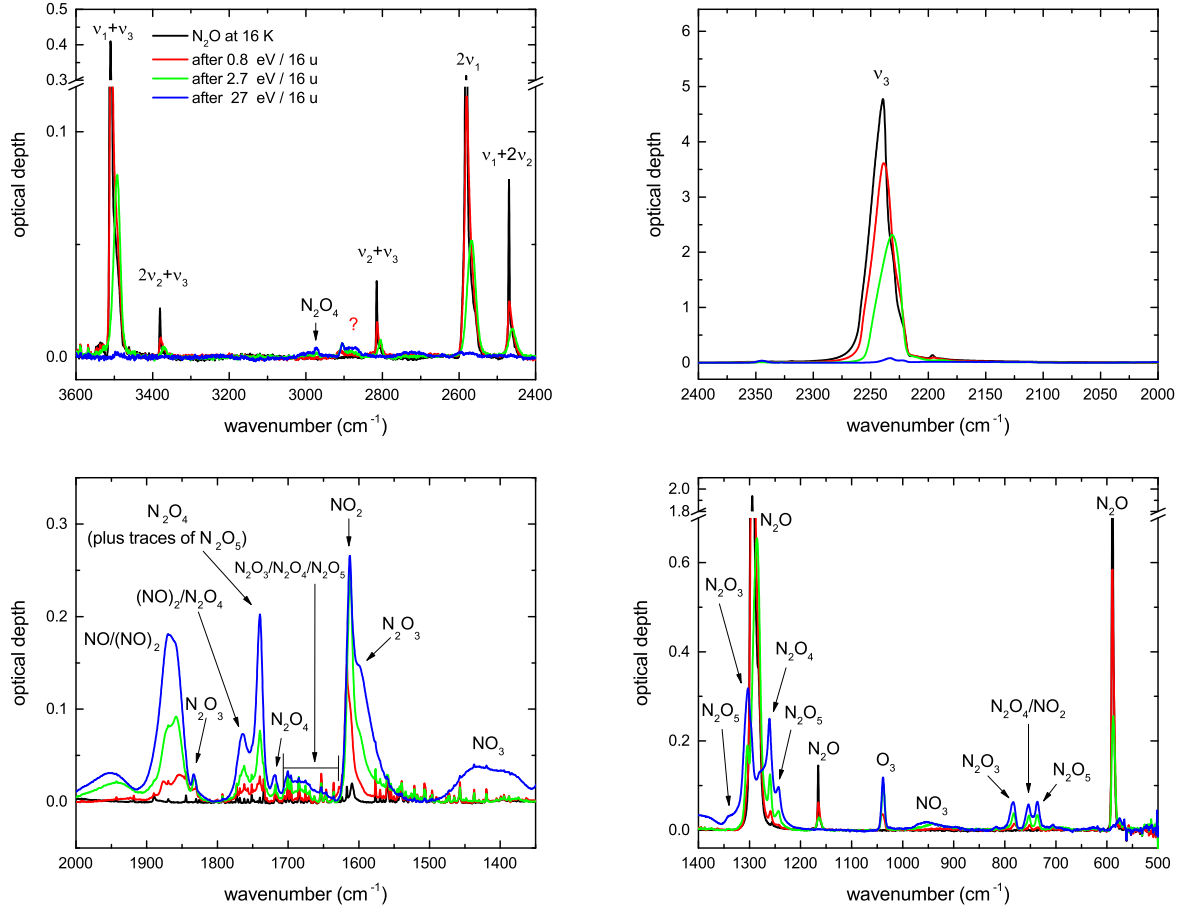 0.5
0.4
0.3
0.1
0.0
ν₁+ν₃
N₂O at 16 K
after 0.8 eV / 16 u
after 2.7 eV / 16 u
after 27 eV / 16 u
2ν₁
ν₁+2ν₂
2ν₂+ν₃
N₂O₄
?
ν₂+ν₃
optical depth
3600 3400 3200 3000 2800 2600 2400
wavenumber (cm⁻¹)
6
5
4
3
2
1
0
ν₃
optical depth
2400 2350 2300 2250 2200 2150 2100 2050 2000
wavenumber (cm⁻¹)
0.3
0.2
0.1
0.0
N₂O₄
(plus traces of N₂O₅)
NO₂
N₂O₃/N₂O₄/N₂O₅
(NO)₂/N₂O₄
NO/(NO)₂
N₂O₃
N₂O₃
N₂O₄
NO₃
optical depth
2000 1900 1800 1700 1600 1500 1400
wavenumber (cm⁻¹)
2.0
1.8
0.6
0.4
0.2
0.0
N₂O
N₂O
N₂O₃
N₂O₄
N₂O₅
N₂O₅
N₂O
O₃
NO₃
N₂O₄/NO₂
N₂O₃
N₂O₅
optical depth
1400 1300 1200 1100 1000 900 800 700 600 500
wavenumber (cm⁻¹)